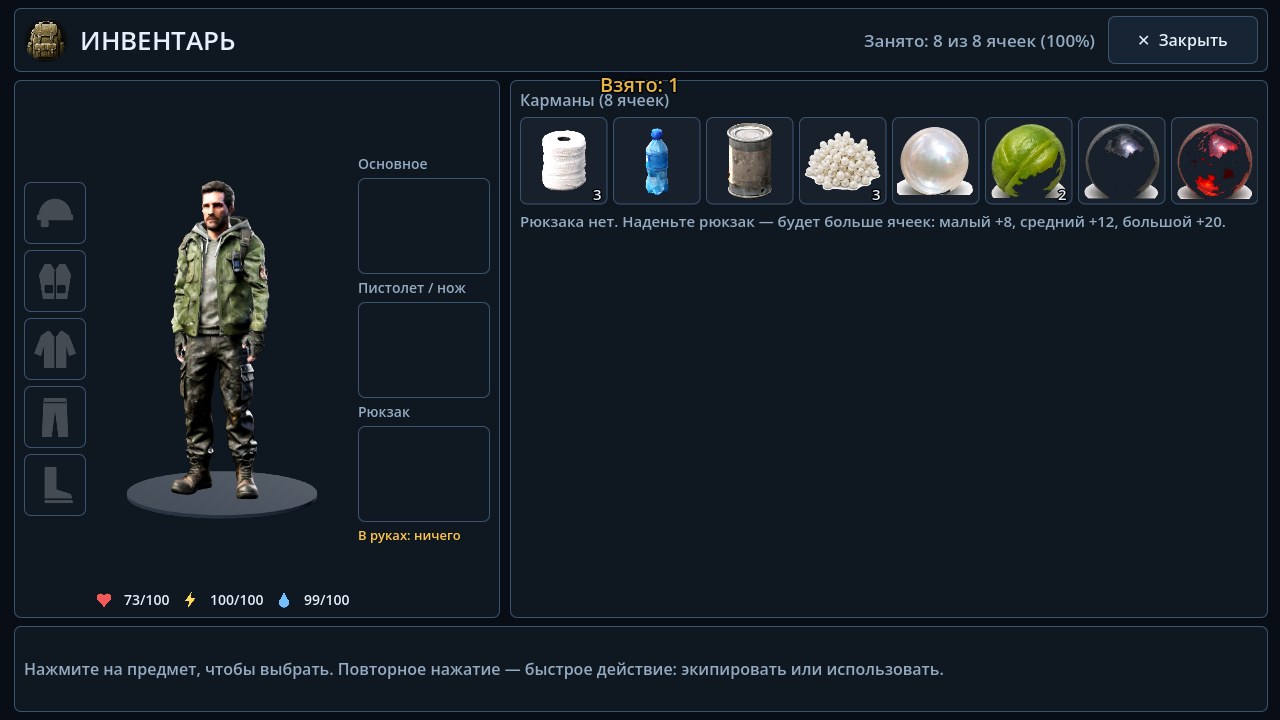 ИНВЕНТАРЬ
Занято: 8 из 8 ячеек (100%)
✕ Закрыть
Взято: 1
Карманы (8 ячеек)
3
3
2
Рюкзака нет. Наденьте рюкзак — будет больше ячеек: малый +8, средний +12, большой +20.
Основное
Пистолет / нож
Рюкзак
В руках: ничего
73/100
100/100
99/100
Нажмите на предмет, чтобы выбрать. Повторное нажатие — быстрое действие: экипировать или использовать.